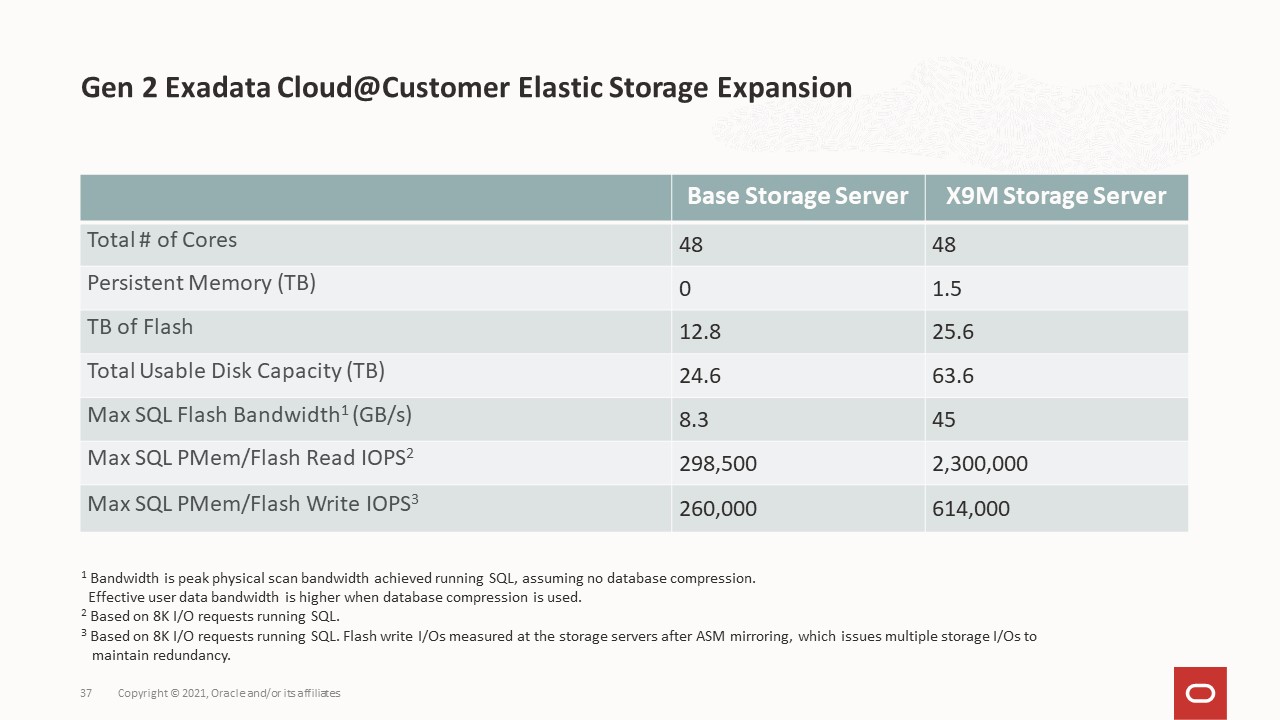 Gen 2 Exadata Cloud@Customer Elastic Storage Expansion
Base Storage Server X9M Storage Server
Total # of Cores 48 48
Persistent Memory (TB) 0 1.5
TB of Flash 12.8 25.6
Total Usable Disk Capacity (TB) 24.6 63.6
Max SQL Flash Bandwidth¹ (GB/s) 8.3 45
Max SQL PMem/Flash Read IOPS² 298,500 2,300,000
Max SQL PMem/Flash Write IOPS³ 260,000 614,000
¹ Bandwidth is peak physical scan bandwidth achieved running SQL, assuming no database compression.
Effective user data bandwidth is higher when database compression is used.
² Based on 8K I/O requests running SQL.
³ Based on 8K I/O requests running SQL. Flash write I/Os measured at the storage servers after ASM mirroring, which issues multiple storage I/Os to
maintain redundancy.
37 Copyright © 2021, Oracle and/or its affiliates